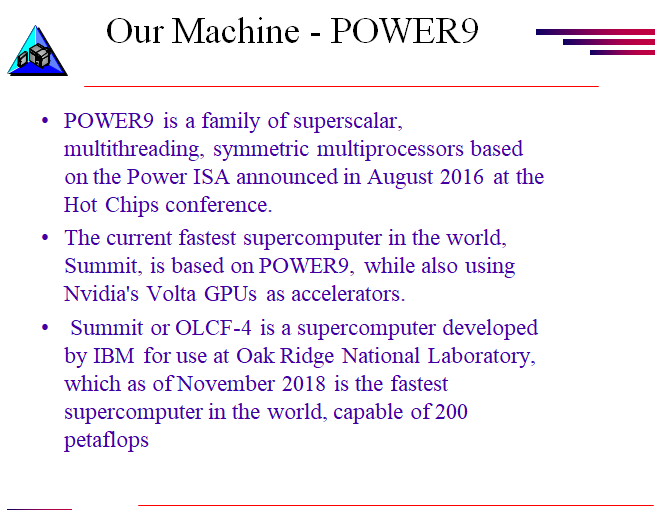 Our Machine - POWER9
• POWER9 is a family of superscalar,
multithreading, symmetric multiprocessors based
on the Power ISA announced in August 2016 at the
Hot Chips conference.
• The current fastest supercomputer in the world,
Summit, is based on POWER9, while also using
Nvidia's Volta GPUs as accelerators.
• Summit or OLCF-4 is a supercomputer developed
by IBM for use at Oak Ridge National Laboratory,
which as of November 2018 is the fastest
supercomputer in the world, capable of 200
petaflops